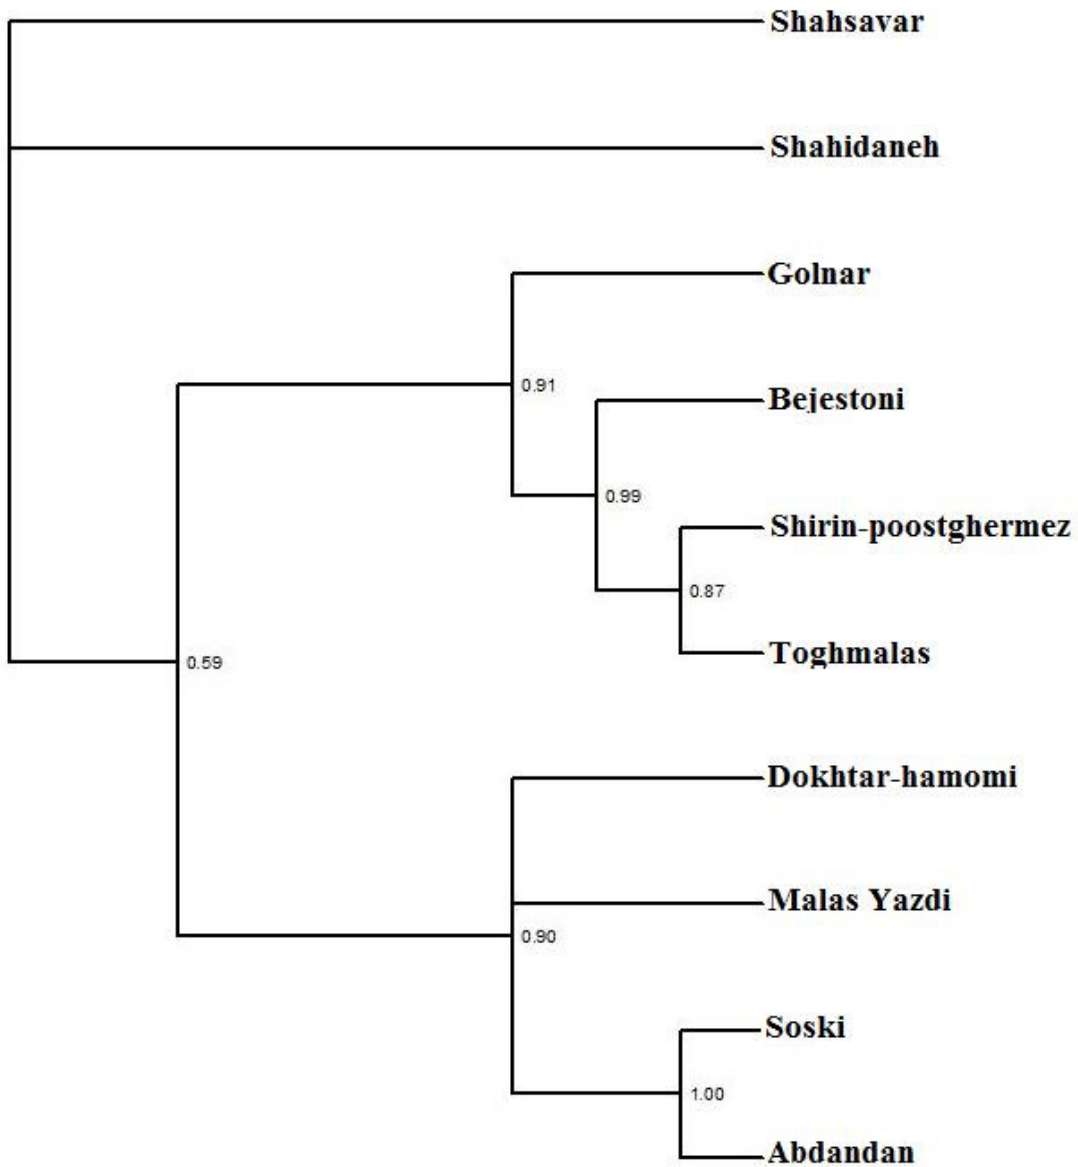 Shahsavar
Shahidaneh
Golnar
0.91
Bejestoni
0.99
Shirin-poostghermez
0.87
Toghmalas
0.59
Dokhtar-hamomi
Malas Yazdi
0.90
Soski
1.00
Abdandan